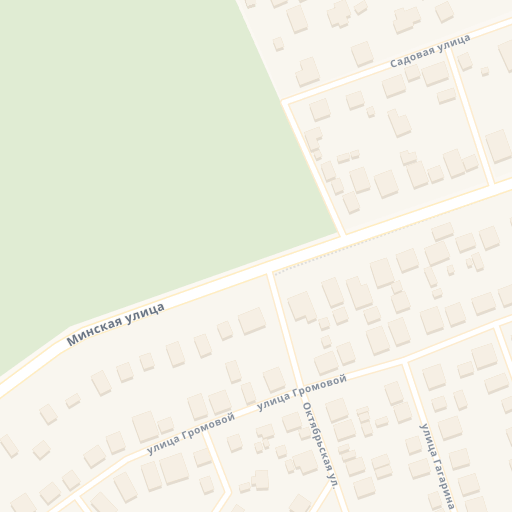 Садовая улица
Минская улица
улица Громовой
улица Громовой
Октябрьская ул.
улица Гагарина